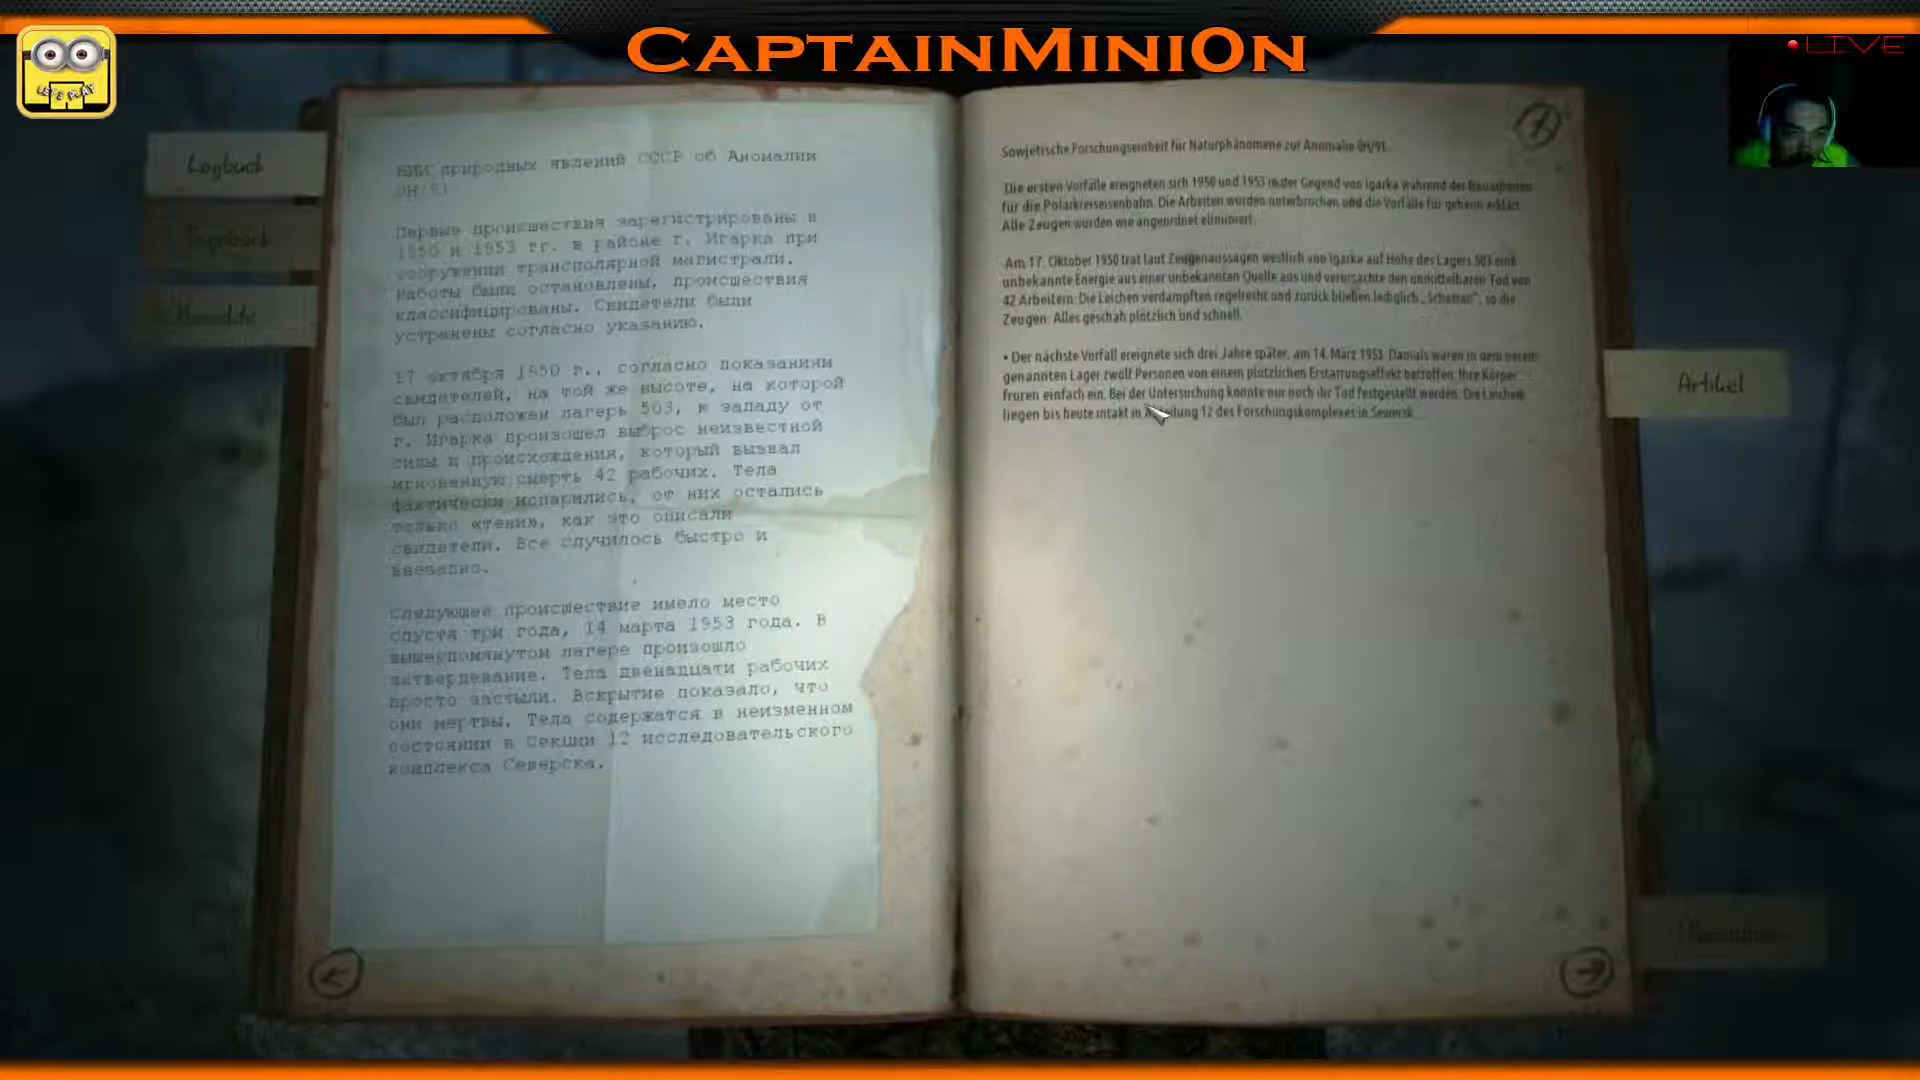 CAPTAINMINI0N
LIVE
LET'S PLAY
Logbuch
НИИ природных явлений СССР об Аномалии
0H/91
Первые происшествия зарегистрированы в
1950 и 1953 гг. в районе г. Игарка при
сооружении трансполярной магистрали.
Работы были остановлены, происшествия
классифицированы. Свидетели были
устранены согласно указанию.
17 октября 1950 г., согласно показаниям
свидетелей, на той же высоте, на которой
был расположен лагерь 503, к западу от
г. Игарка произошел выброс неизвестной
силы и происхождения, который вызвал
мгновенную смерть 42 рабочих. Тела
фактически испарились, от них остались
только «тени», как это описали
свидетели. Все случилось быстро и
внезапно.
Следующее происшествие имело место
спустя три года, 14 марта 1953 года. В
вышеупомянутом лагере произошло
затвердевание. Тела двенадцати рабочих
просто застыли. Вскрытие показало, что
они мертвы. Тела содержатся в неизменном
состоянии в Секции 12 исследовательского
комплекса Северска.
Sowjetische Forschungseinheit für Naturphänomene zur Anomalie 0H/91.
Die ersten Vorfälle ereigneten sich 1950 und 1953 in der Gegend von Igarka während der Bauarbeiten
für die Polarkreiseisenbahn. Die Arbeiten wurden unterbrochen und die Vorfälle für geheim erklärt.
Alle Zeugen wurden wie angeordnet eliminiert.
Am 17. Oktober 1950 trat laut Zeugenaussagen westlich von Igarka auf Höhe des Lagers 503 eine
unbekannte Energie aus einer unbekannten Quelle aus und verursachte den unmittelbaren Tod von
42 Arbeitern. Die Leichen verdampften regelrecht und zurück blieben lediglich „Schatten", so die
Zeugen. Alles geschah plötzlich und schnell.
• Der nächste Vorfall ereignete sich drei Jahre später, am 14. März 1953. Damals waren in dem bereits
genannten Lager zwölf Personen von einem plötzlichen Erstarrungseffekt betroffen. Ihre Körper
froren einfach ein. Bei der Untersuchung konnte nur noch ihr Tod festgestellt werden. Die Leichen
liegen bis heute intakt in Abteilung 12 des Forschungskomplexes in Sewersk.
Artikel